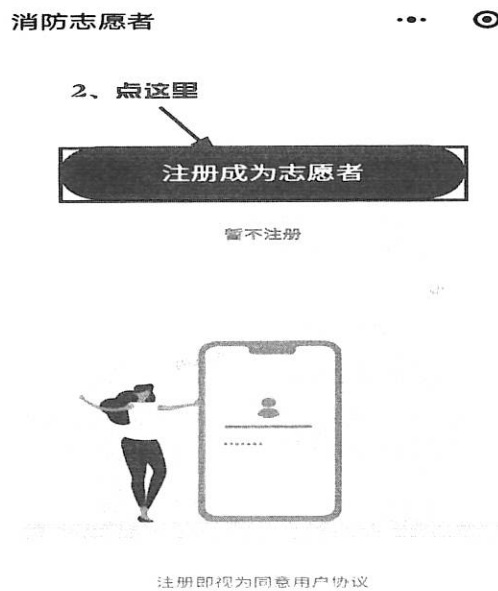 消防志愿者
2、点这里
注册成为志愿者
暂不注册
注册即视为同意用户协议